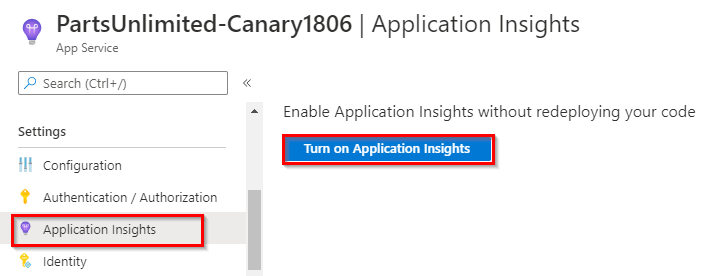 PartsUnlimited-Canary1806 | Application Insights
App Service
Search (Ctrl+/)
«
Enable Application Insights without redeploying your code
Turn on Application Insights
Settings
Configuration
Authentication / Authorization
Application Insights
Identity